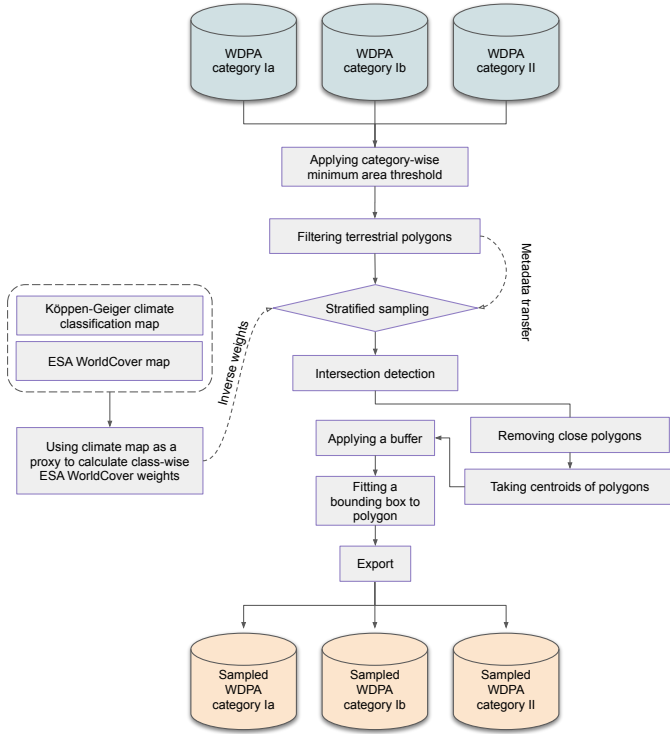 WDPA
category Ia
WDPA
category Ib
WDPA
category II
Applying category-wise
minimum area threshold
Filtering terrestrial polygons
Metadada transfer
Köppen-Geiger climate
classification map
ESA WorldCover map
Stratified sampling
Inverse weights
Intersection detection
Using climate map as a
proxy to calculate class-wise
ESA WorldCover weights
Applying a buffer
Removing close polygons
Taking centroids of polygons
Fitting a
bounding box to
polygon
Export
Sampled
WDPA
category Ia
Sampled
WDPA
category Ib
Sampled
WDPA
category II